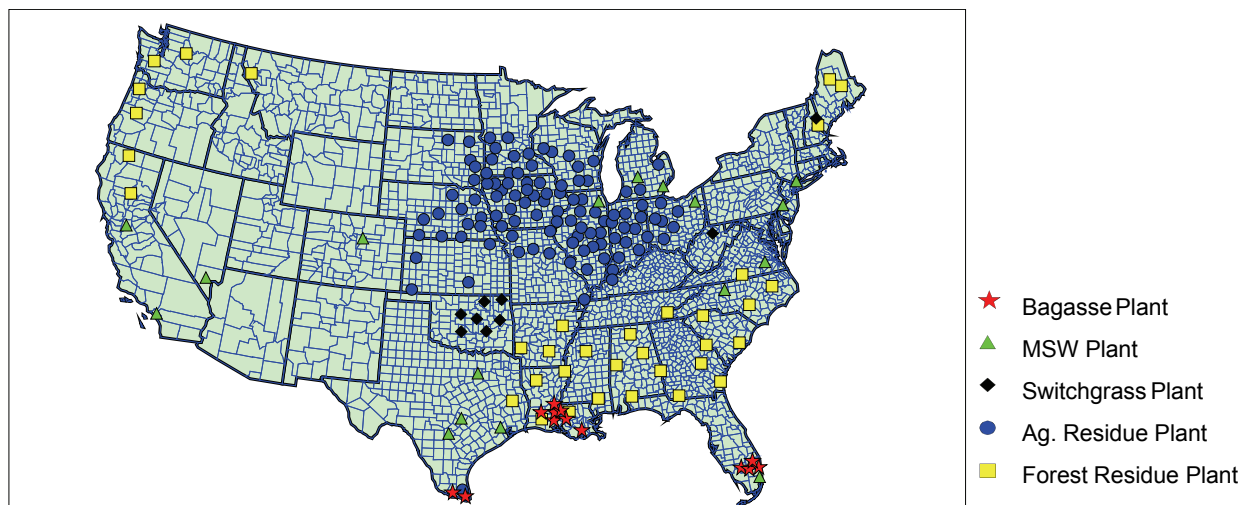 Bagasse Plant
MSW Plant
Switchgrass Plant
Ag. Residue Plant
Forest Residue Plant